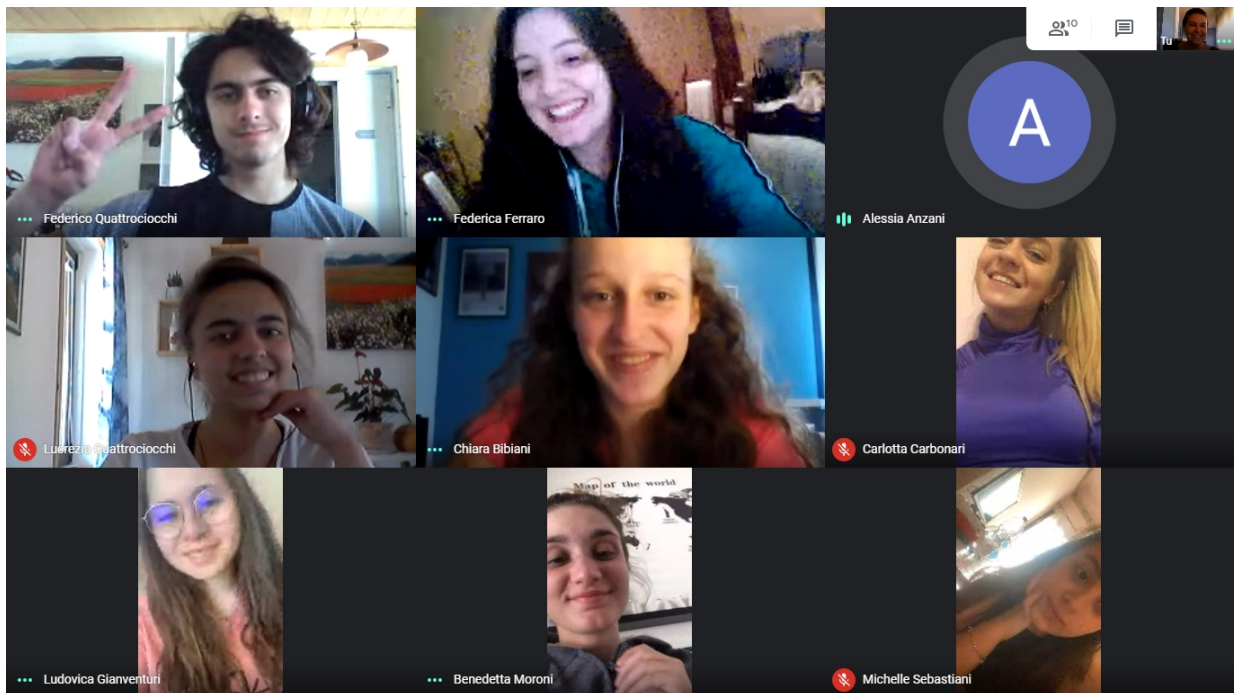 10
Tu
A
Federico Quattrociocchi
Federica Ferraro
Alessia Anzani
Lucrezia Quattrociocchi
Chiara Bibiani
Carlotta Carbonari
Map of the world
Ludovica Gianventuri
Benedetta Moroni
Michelle Sebastiani